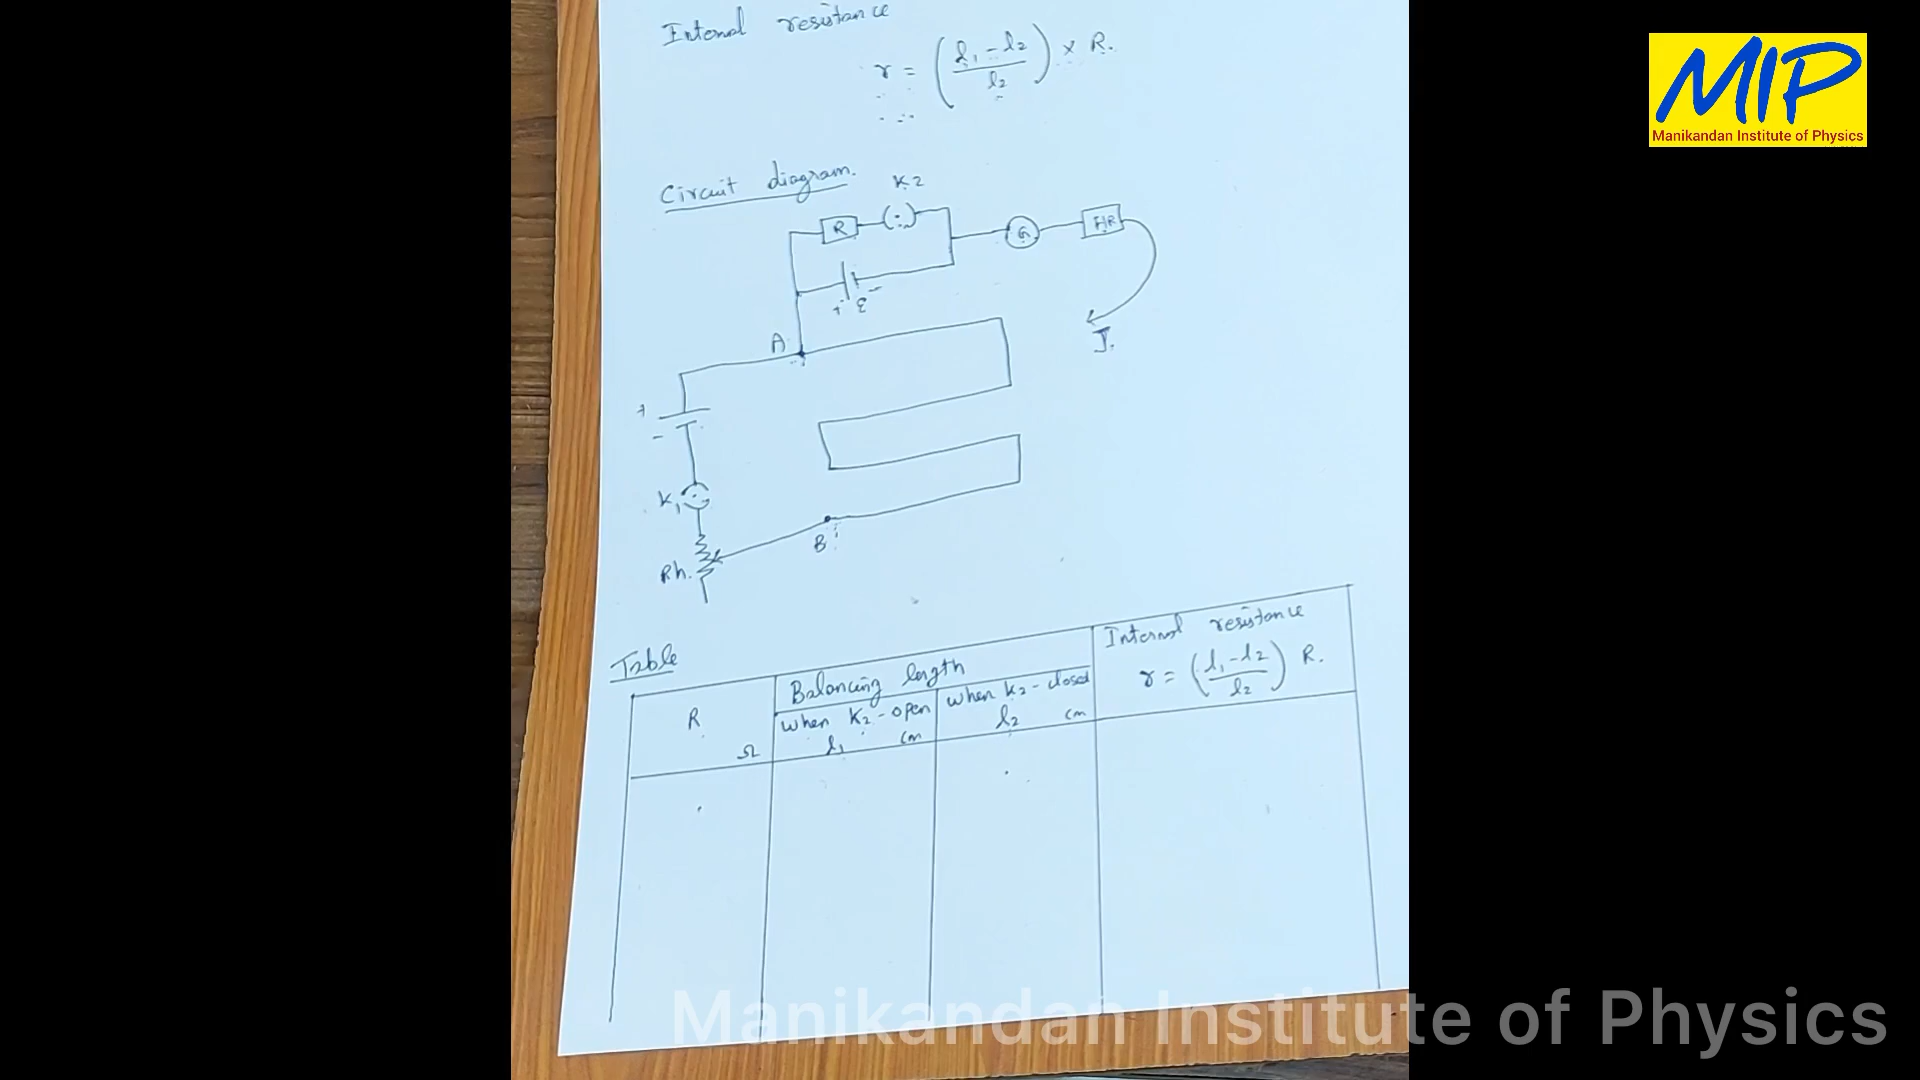 Internal resistance
r = (l1 - l2 / l2) × R.
Circuit diagram.
K2
R
G
HR
+ ε -
J.
A
+
-
K1
Rh.
B
Table
R Ω
Balancing length
when K2 - open l1 cm
when K2 - closed l2 cm
Internal resistance
r = (l1 - l2 / l2) R.
MIP
Manikandan Institute of Physics
Manikandan Institute of Physics